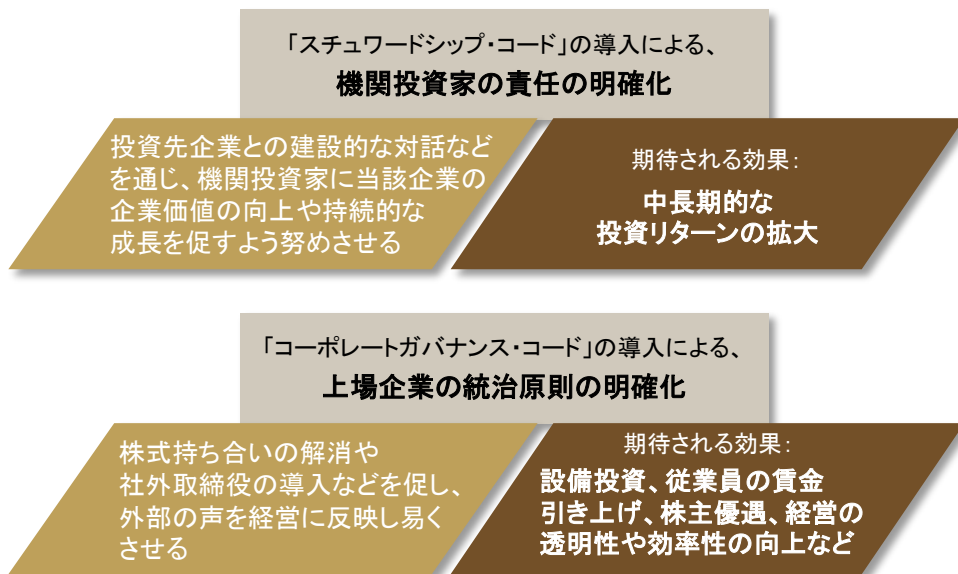 「スチュワードシップ・コード」の導入による、
機関投資家の責任の明確化
投資先企業との建設的な対話など
を通じ、機関投資家に当該企業の
企業価値の向上や持続的な
成長を促すよう努めさせる
期待される効果：
中長期的な
投資リターンの拡大
「コーポレートガバナンス・コード」の導入による、
上場企業の統治原則の明確化
株式持ち合いの解消や
社外取締役の導入などを促し、
外部の声を経営に反映し易く
させる
期待される効果：
設備投資、従業員の賃金
引き上げ、株主優遇、経営の
透明性や効率性の向上など